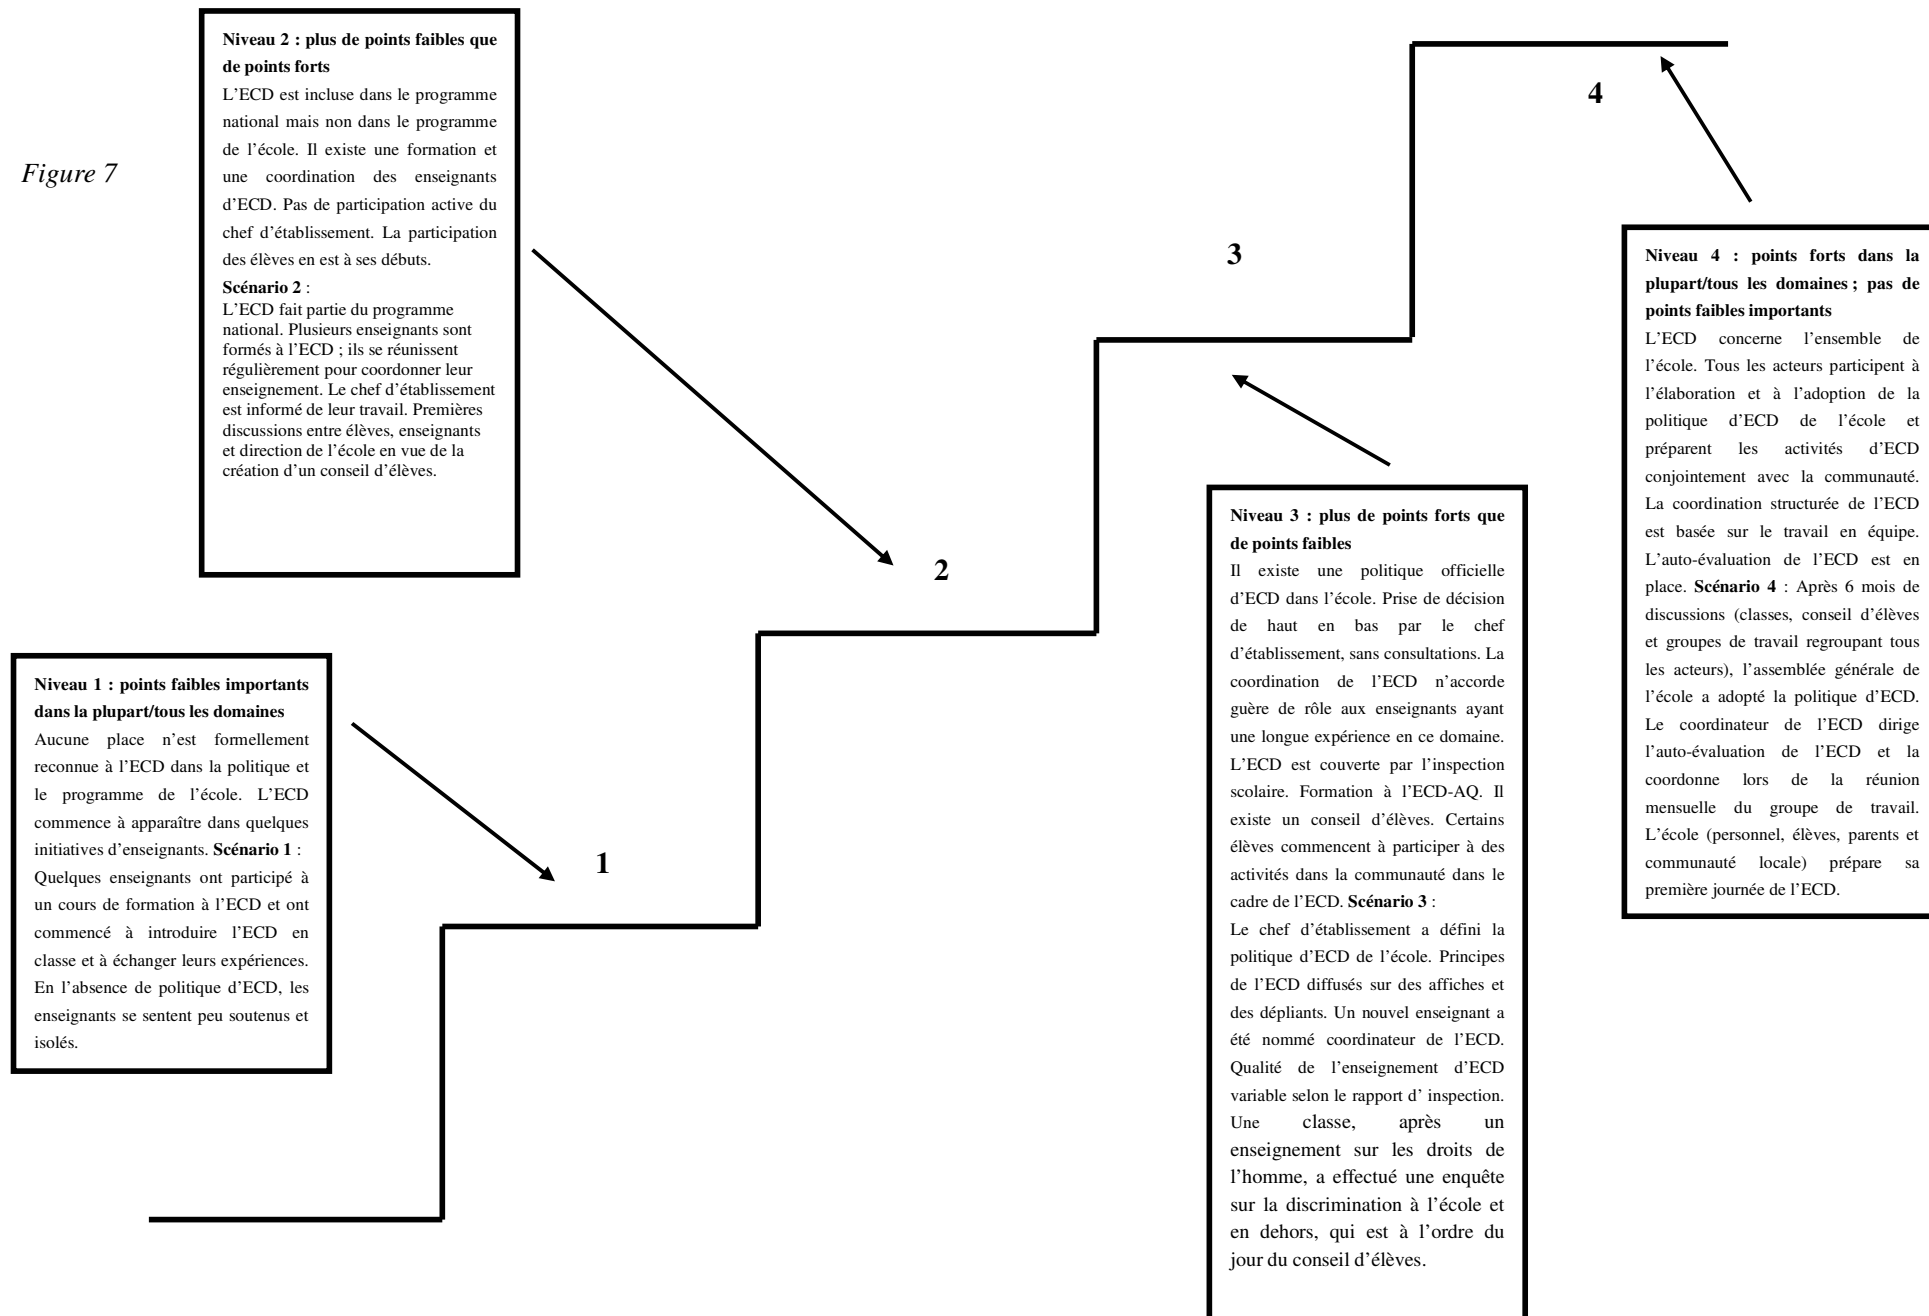 Figure 7
Niveau 2 : plus de points faibles que
de points forts
L’ECD est incluse dans le programme
national mais non dans le programme
de l’école. Il existe une formation et
une coordination des enseignants
d’ECD. Pas de participation active du
chef d’établissement. La participation
des élèves en est à ses débuts.
Scénario 2 :
L’ECD fait partie du programme
national. Plusieurs enseignants sont
formés à l’ECD ; ils se réunissent
régulièrement pour coordonner leur
enseignement. Le chef d’établissement
est informé de leur travail. Premières
discussions entre élèves, enseignants
et direction de l’école en vue de la
création d’un conseil d’élèves.
4
3
2
1
Niveau 4 : points forts dans la
plupart/tous les domaines ; pas de
points faibles importants
L’ECD concerne l’ensemble de
l’école. Tous les acteurs participent à
l’élaboration et à l’adoption de la
politique d’ECD de l’école et
préparent les activités d’ECD
conjointement avec la communauté.
La coordination structurée de l’ECD
est basée sur le travail en équipe.
L’auto-évaluation de l’ECD est en
place. Scénario 4 : Après 6 mois de
discussions (classes, conseil d’élèves
et groupes de travail regroupant tous
les acteurs), l’assemblée générale de
l’école a adopté la politique d’ECD.
Le coordinateur de l’ECD dirige
l’auto-évaluation de l’ECD et la
coordonne lors de la réunion
mensuelle du groupe de travail.
L’école (personnel, élèves, parents et
communauté locale) prépare sa
première journée de l’ECD.
Niveau 3 : plus de points forts que
de points faibles
Il existe une politique officielle
d’ECD dans l’école. Prise de décision
de haut en bas par le chef
d’établissement, sans consultations. La
coordination de l’ECD n’accorde
guère de rôle aux enseignants ayant
une longue expérience en ce domaine.
L’ECD est couverte par l’inspection
scolaire. Formation à l’ECD-AQ. Il
existe un conseil d’élèves. Certains
élèves commencent à participer à des
activités dans la communauté dans le
cadre de l’ECD. Scénario 3 :
Le chef d’établissement a défini la
politique d’ECD de l’école. Principes
de l’ECD diffusés sur des affiches et
des dépliants. Un nouvel enseignant a
été nommé coordinateur de l’ECD.
Qualité de l’enseignement d’ECD
variable selon le rapport d’ inspection.
Une classe, après un
enseignement sur les droits de
l’homme, a effectué une enquête
sur la discrimination à l’école et
en dehors, qui est à l’ordre du
jour du conseil d’élèves.
Niveau 1 : points faibles importants
dans la plupart/tous les domaines
Aucune place n’est formellement
reconnue à l’ECD dans la politique et
le programme de l’école. L’ECD
commence à apparaître dans quelques
initiatives d’enseignants. Scénario 1 :
Quelques enseignants ont participé à
un cours de formation à l’ECD et ont
commencé à introduire l’ECD en
classe et à échanger leurs expériences.
En l’absence de politique d’ECD, les
enseignants se sentent peu soutenus et
isolés.